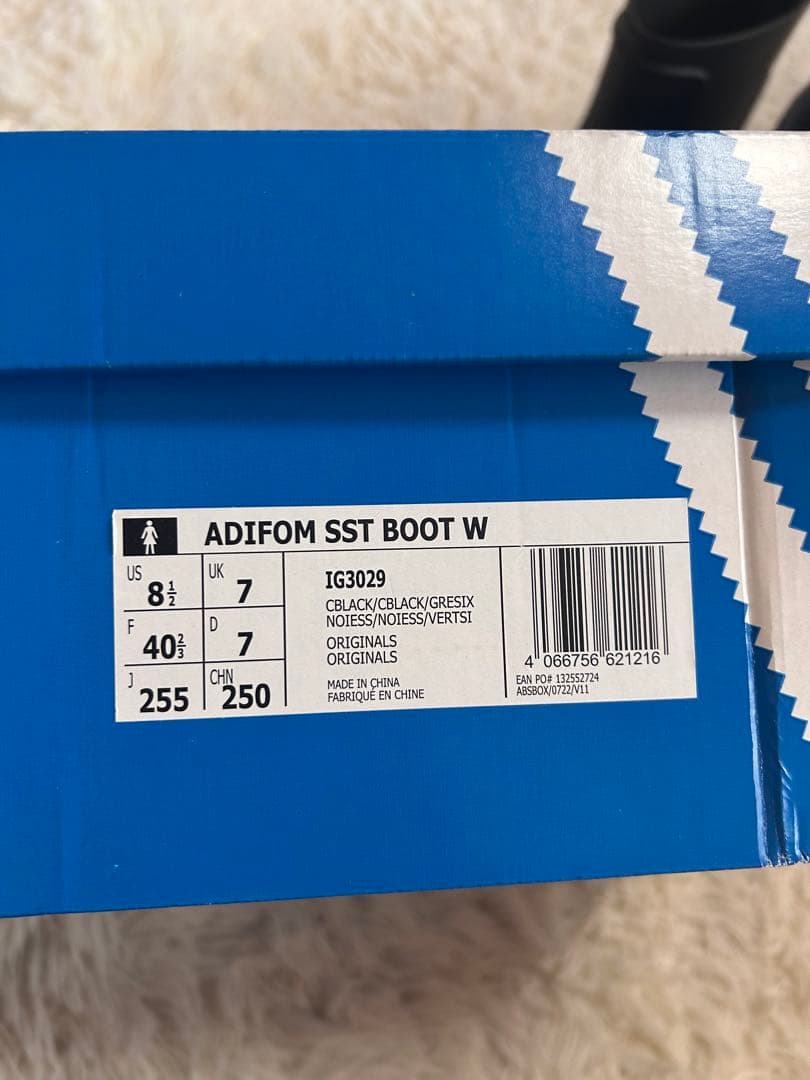 ADIFOM SST BOOT W
US 8½ UK 7
F 40⅔ D 7
J 255 CHN 250
IG3029
CBLACK/CBLACK/GRESIX
NOIESS/NOIESS/VERTSI
ORIGINALS
ORIGINALS
MADE IN CHINA
FABRIQUÉ EN CHINE
4 066756 621216
EAN PO# 132552724
ABSBOX/0722/V11